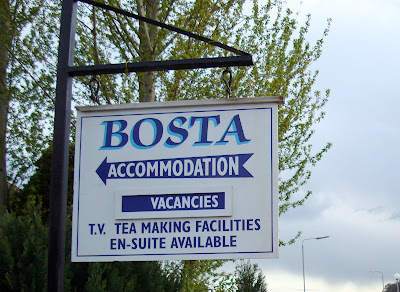 BOSTA
ACCOMMODATION
VACANCIES
T.V. TEA MAKING FACILITIES
EN-SUITE AVAILABLE